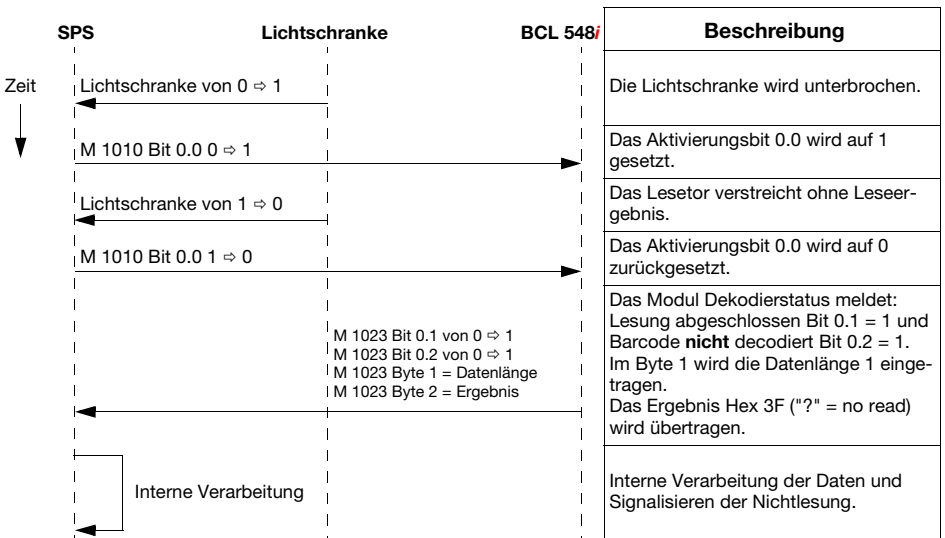 SPS Lichtschranke BCL 548i Beschreibung
Zeit
Lichtschranke von 0 ⇨ 1
Die Lichtschranke wird unterbrochen.
M 1010 Bit 0.0 0 ⇨ 1
Das Aktivierungsbit 0.0 wird auf 1
gesetzt.
Lichtschranke von 1 ⇨ 0
Das Lesetor verstreicht ohne Leseer-
gebnis.
M 1010 Bit 0.0 1 ⇨ 0
Das Aktivierungsbit 0.0 wird auf 0
zurückgesetzt.
M 1023 Bit 0.1 von 0 ⇨ 1
M 1023 Bit 0.2 von 0 ⇨ 1
M 1023 Byte 1 = Datenlänge
M 1023 Byte 2 = Ergebnis
Das Modul Dekodierstatus meldet:
Lesung abgeschlossen Bit 0.1 = 1 und
Barcode nicht decodiert Bit 0.2 = 1.
Im Byte 1 wird die Datenlänge 1 einge-
tragen.
Das Ergebnis Hex 3F ("?" = no read)
wird übertragen.
Interne Verarbeitung
Interne Verarbeitung der Daten und
Signalisieren der Nichtlesung.